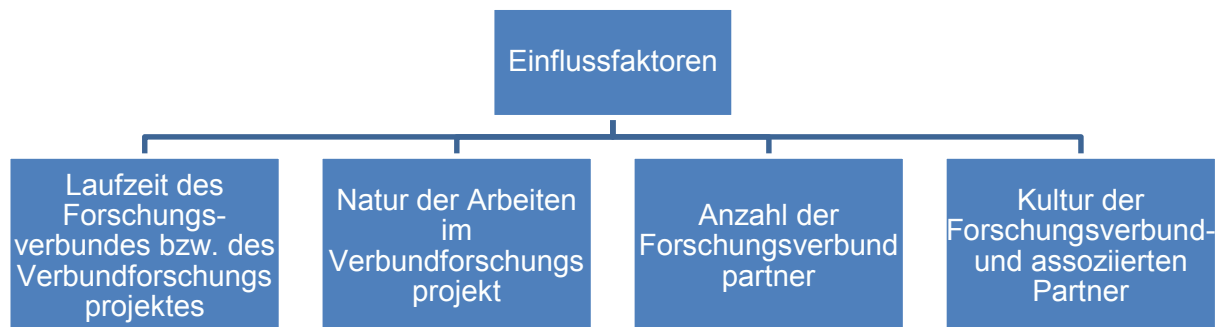 Einflussfaktoren
Laufzeit des
Forschungs-
verbundes bzw. des
Verbundforschungs
projektes
Natur der Arbeiten
im
Verbundforschungs
projekt
Anzahl der
Forschungsverbund
partner
Kultur der
Forschungsverbund-
und assoziierten
Partner